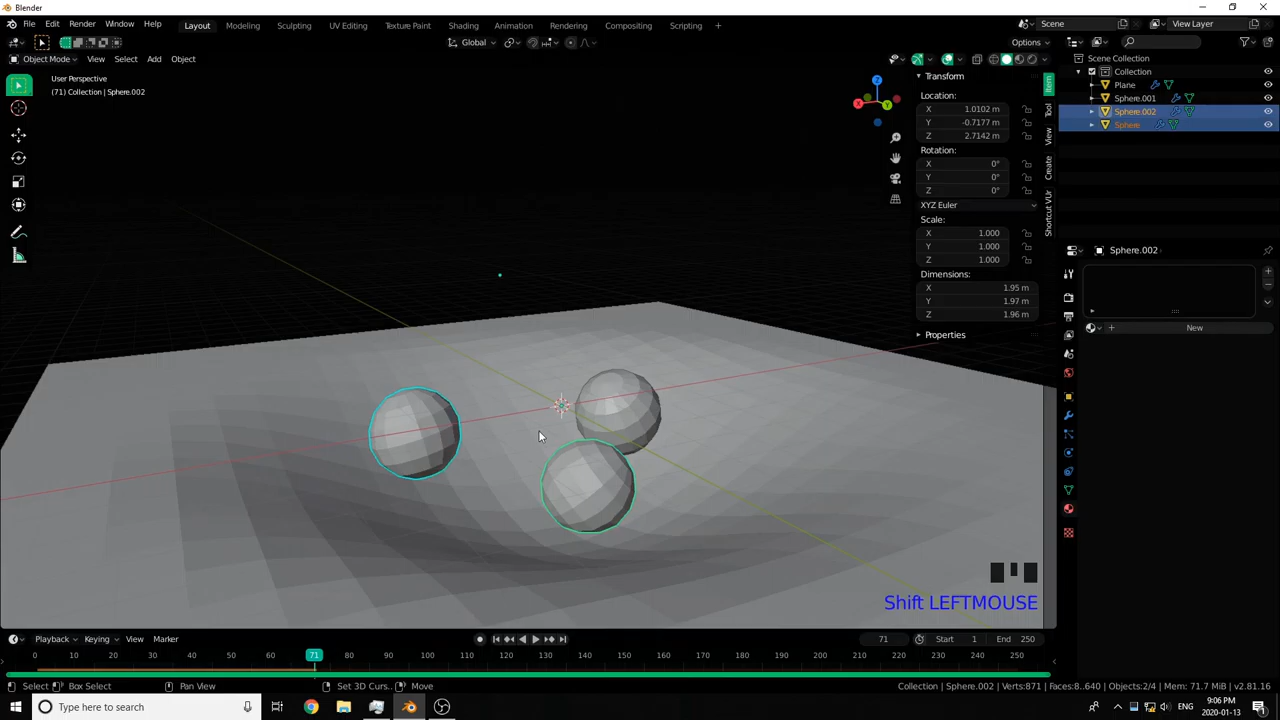 Blender
File Edit Render Window Help Layout Modeling Sculpting UV Editing Texture Paint Shading Animation Rendering Compositing Scripting + Scene View Layer
Global Options
Object Mode View Select Add Object
User Perspective
(71) Collection | Sphere.002
Transform
Location:
X 1.0102 m
Y -0.7177 m
Z 2.7142 m
Rotation:
X 0°
Y 0°
Z 0°
XYZ Euler
Scale:
X 1.000
Y 1.000
Z 1.000
Dimensions:
X 1.95 m
Y 1.97 m
Z 1.96 m
Properties
Item
Tool
View
Create
Shortcut VUr
Scene Collection
Collection
Plane
Sphere.001
Sphere.002
Sphere
Sphere.002
New
Shift LEFTMOUSE
Playback Keying View Marker 71 Start 1 End 250
0 10 20 30 40 50 60 71 80 90 100 110 120 130 140 150 160 170 180 190 200 210 220 230 240 250
Select Box Select Pan View Set 3D Curs.. Move Collection | Sphere.002 | Verts:871 | Faces:8..640 | Objects:2/4 | Mem: 71.7 MiB | v2.81.16
Type here to search
ENG
9:06 PM
2020-01-13